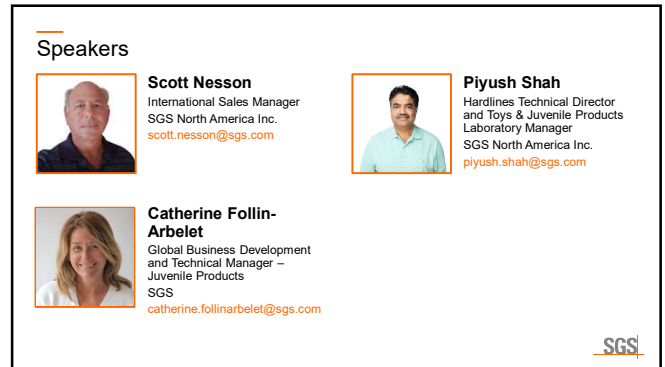 Speakers
Scott Nesson
International Sales Manager
SGS North America Inc.
scott.nesson@sgs.com
Piyush Shah
Hardlines Technical Director
and Toys & Juvenile Products
Laboratory Manager
SGS North America Inc.
piyush.shah@sgs.com
Catherine Follin-
Arbelet
Global Business Development
and Technical Manager –
Juvenile Products
SGS
catherine.follinarbelet@sgs.com
SGS